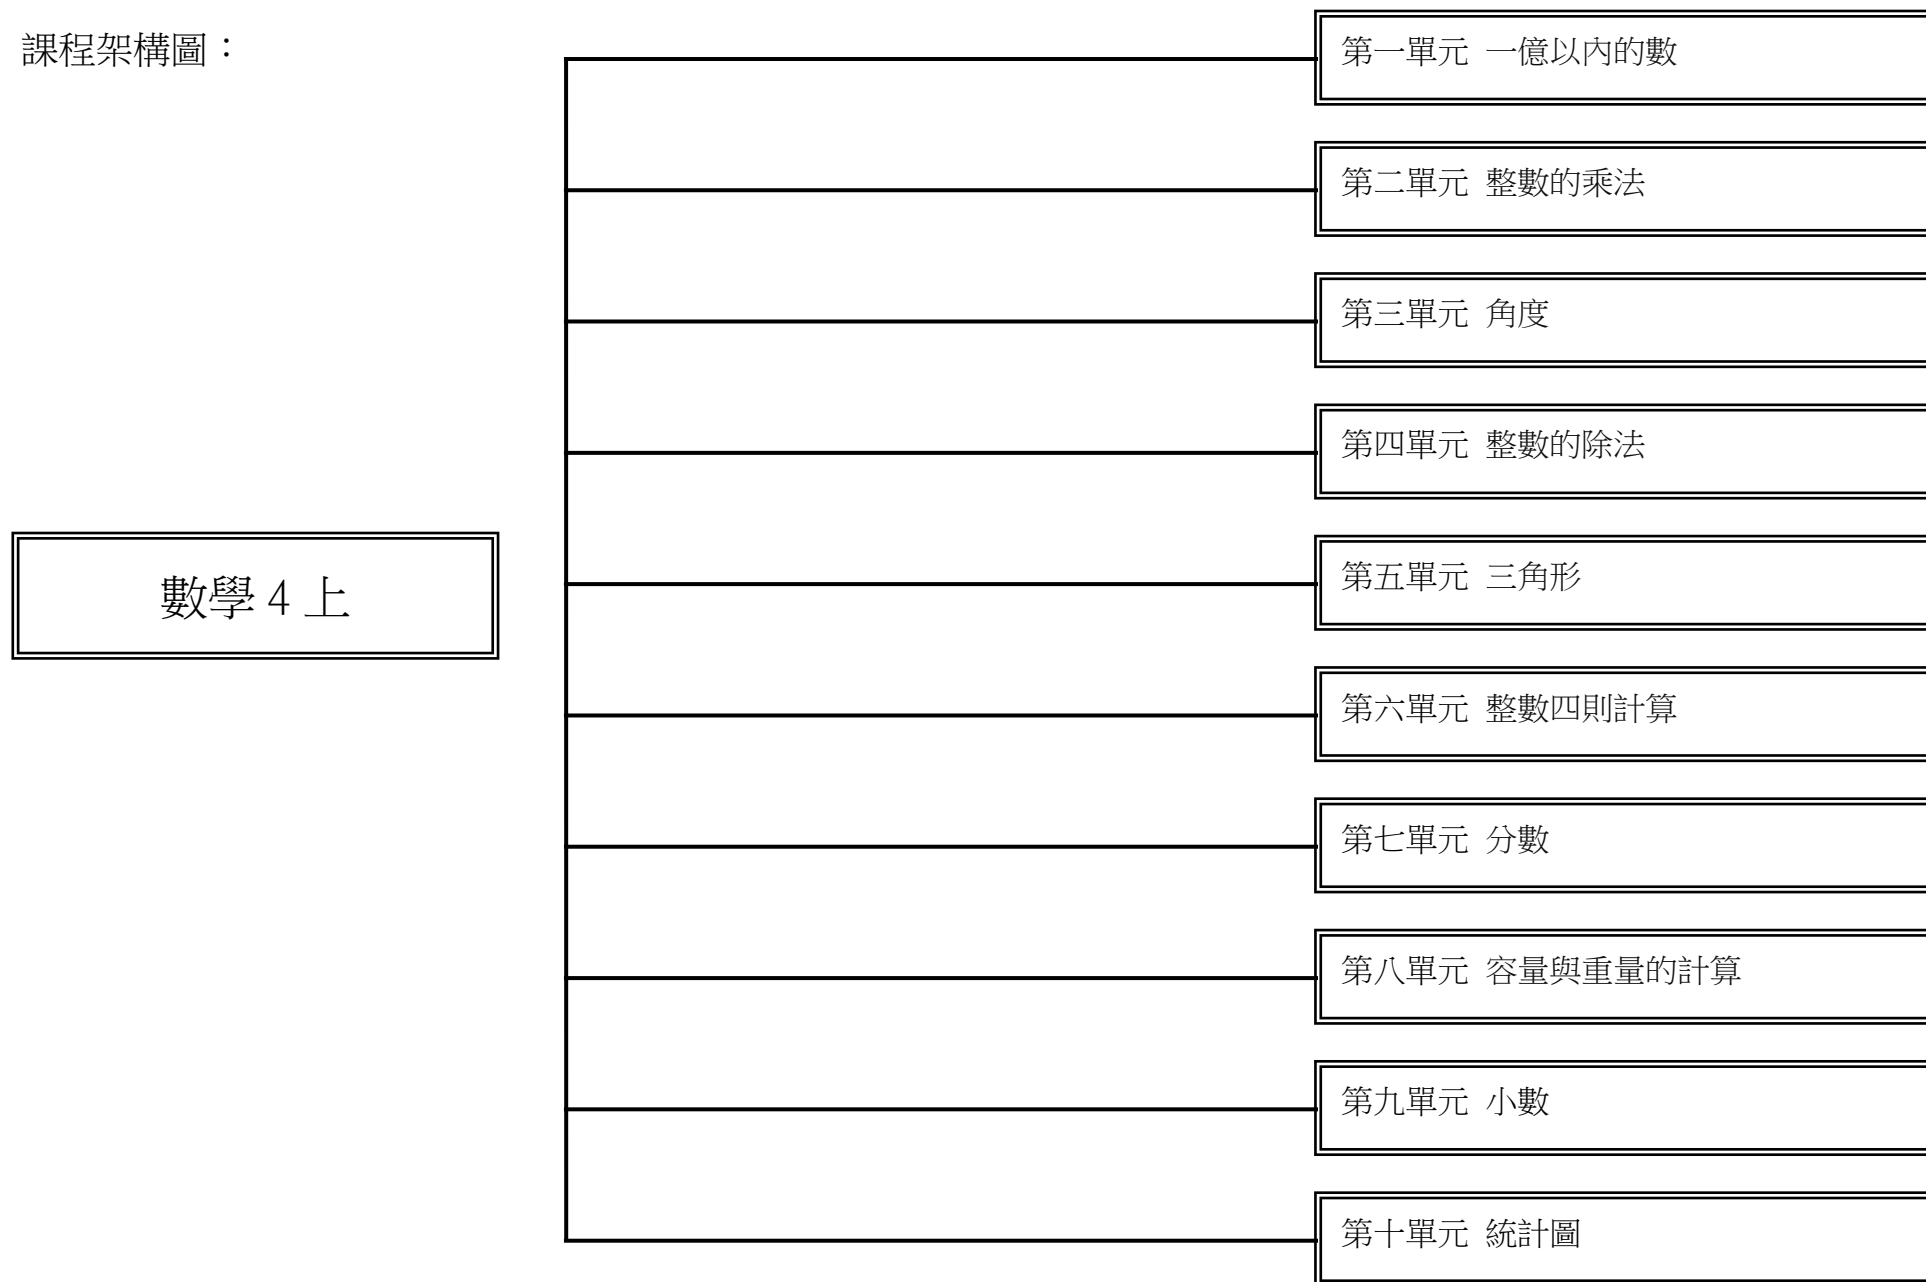 課程架構圖：
第一單元 一億以內的數
第二單元 整數的乘法
第三單元 角度
第四單元 整數的除法
第五單元 三角形
數學 4 上
第六單元 整數四則計算
第七單元 分數
第八單元 容量與重量的計算
第九單元 小數
第十單元 統計圖